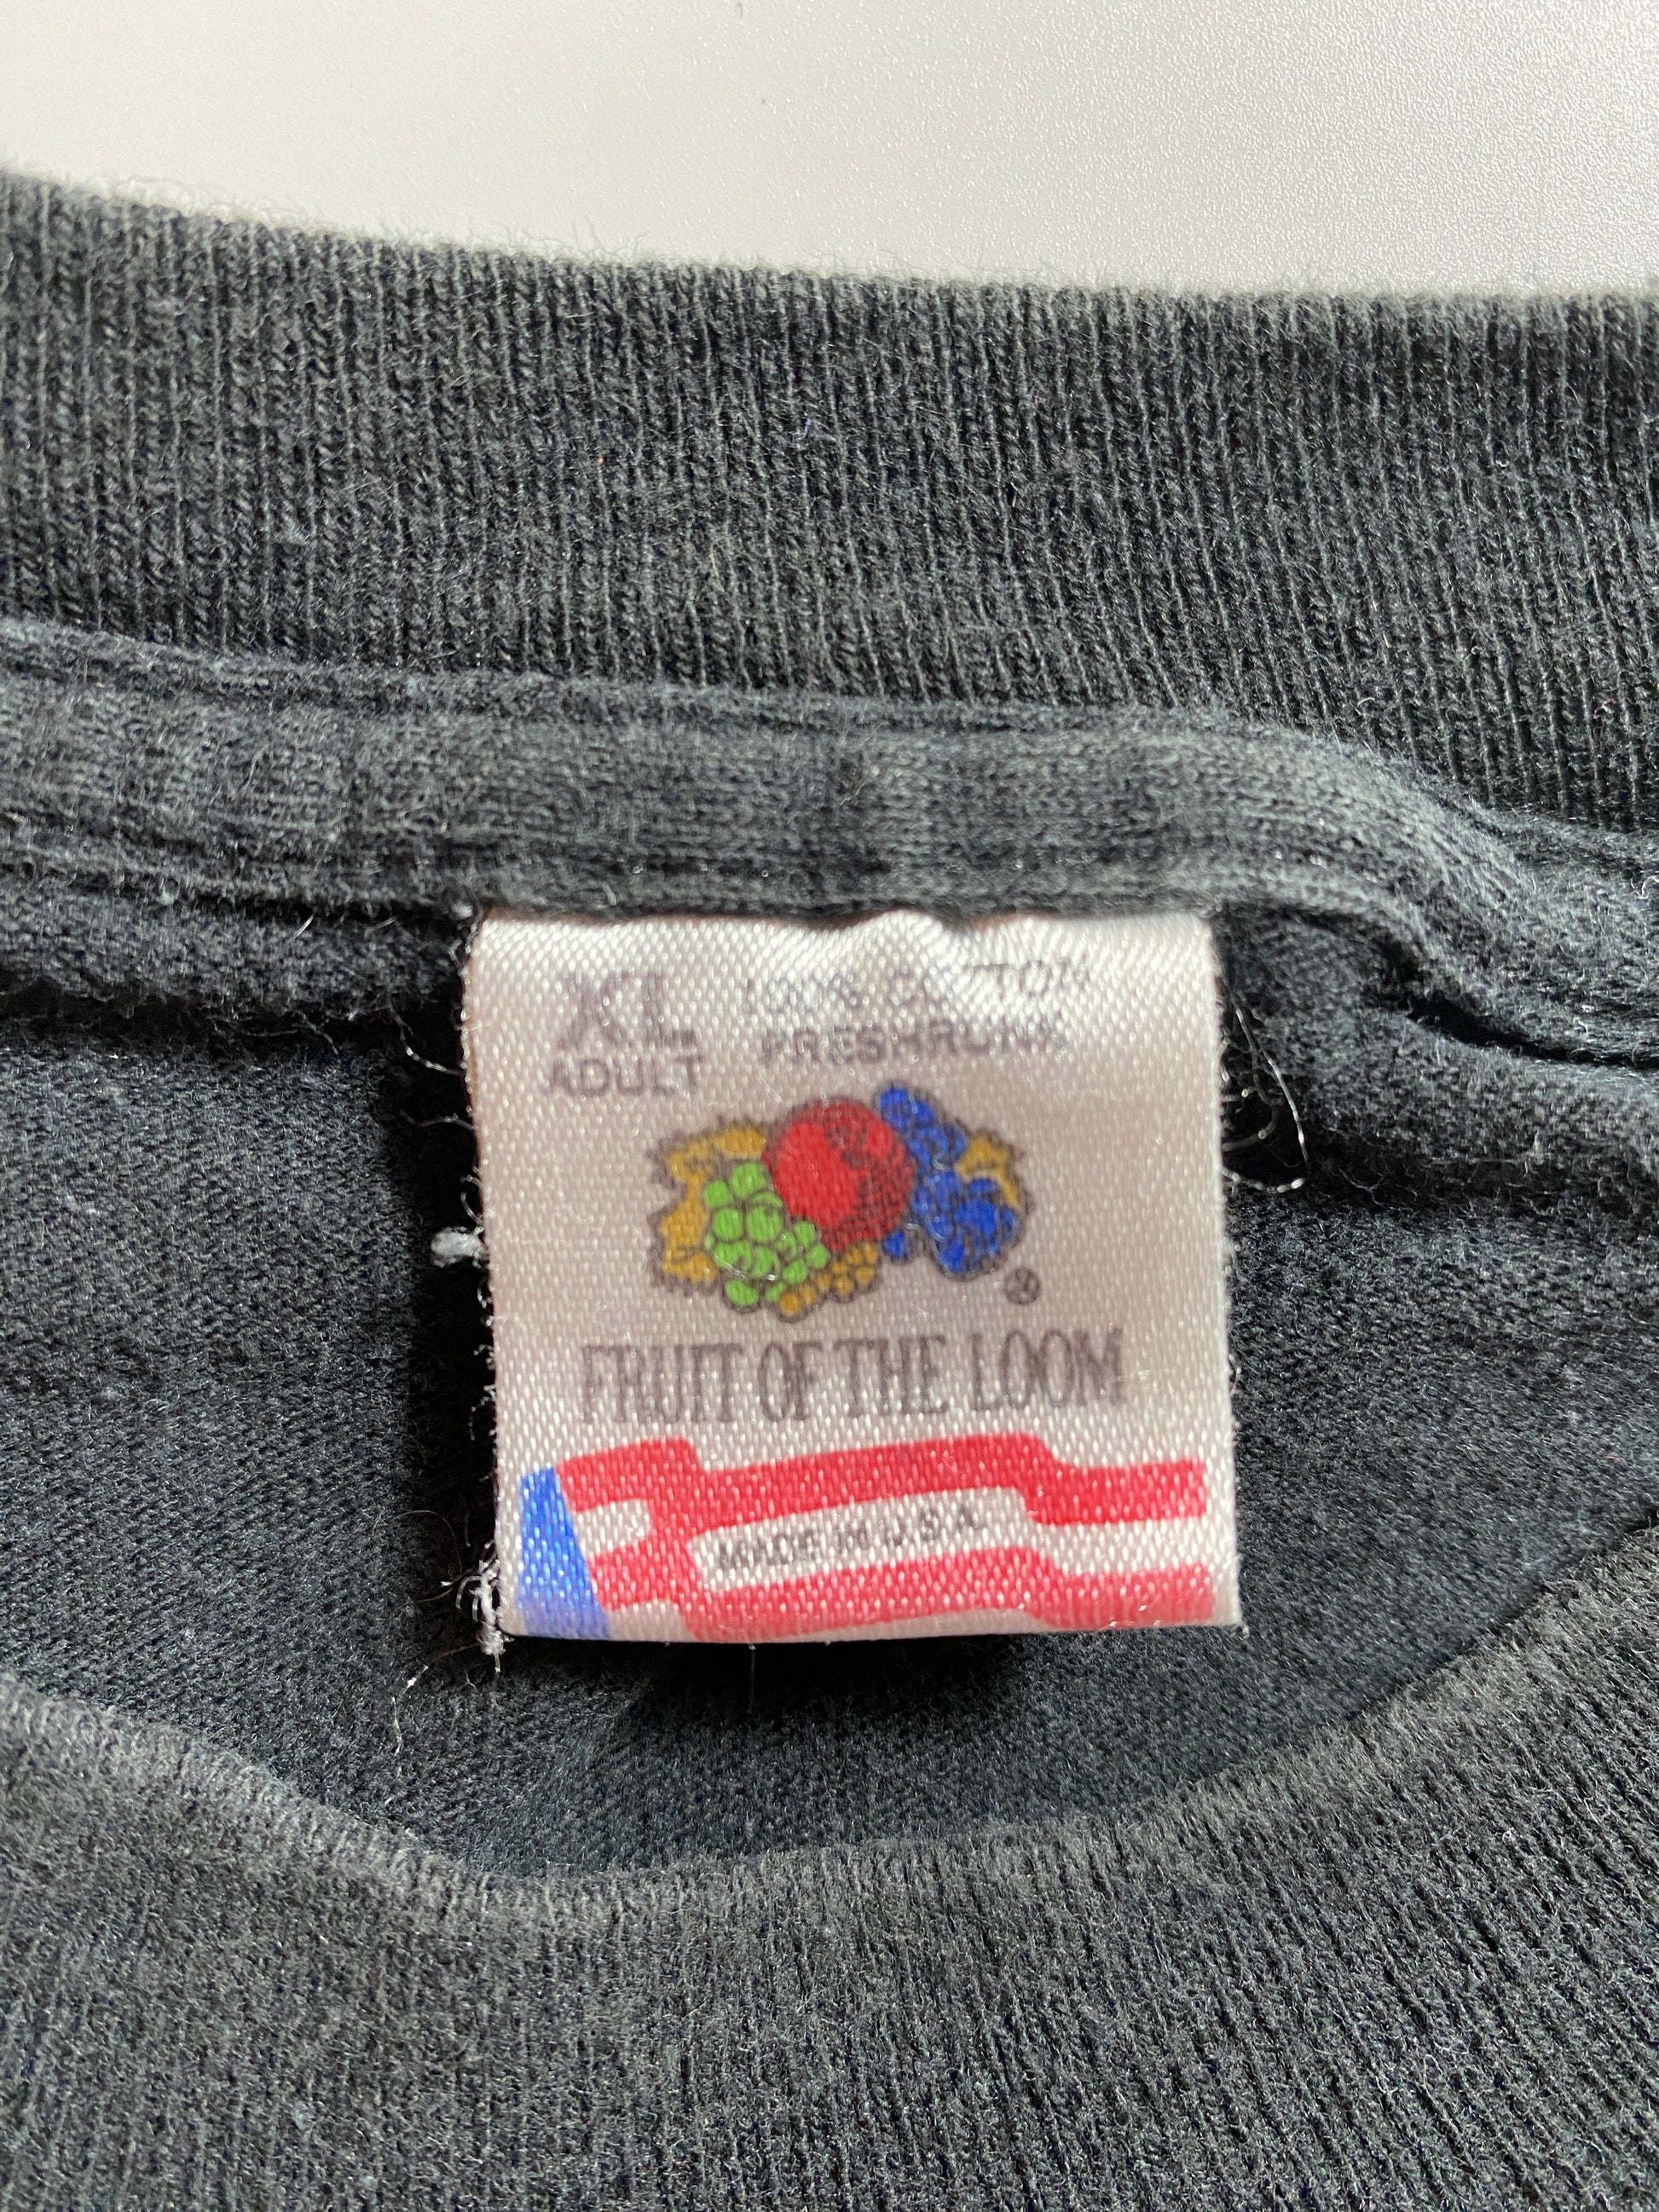 XL 100% COTTON
ADULT PRESHRUNK
®
FRUIT OF THE LOOM
MADE IN U.S.A.